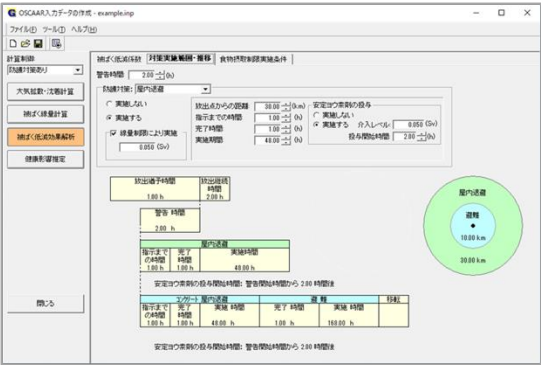 OSCAAR入力データの作成 - example.inp
ファイル(F) ツール(T) ヘルプ(H)
計算制御
防護対策あり
大気拡散・沈着計算
被ばく線量計算
被ばく低減効果解析
健康影響推定
閉じる
被ばく低減係数 対策実施範囲・推移 食物摂取制限実施条件
警告時間 2.00 (h)
防護対策: 屋内退避
実施しない
実施する
線量制限により実施
0.050 (Sv)
放出点からの距離 30.00 (km)
指示までの時間 1.00 (h)
完了時間 1.00 (h)
実施期間 48.00 (h)
安定ヨウ素剤の投与
実施しない
実施する 介入レベル: 0.050 (Sv)
投与開始時間 2.00 (h)
放出猶予時間
1.00 h
放出継続
時間
2.00 h
警告 時間
2.00 h
屋内退避
指示まで
の時間
1.00 h
完了
時間
1.00 h
実施時間
48.00 h
安定ヨウ素剤の投与開始時間: 警告開始時間から 2.00 時間後
コンクリート 屋内退避 避 難 移転
指示まで
の時間
1.00 h
完了
時間
1.00 h
実施 時間
48.00 h
完了 時間
1.00 h
実施 時間
168.00 h
安定ヨウ素剤の投与開始時間: 警告開始時間から 2.00 時間後
屋内退避
避難
10.00 km
30.00 km